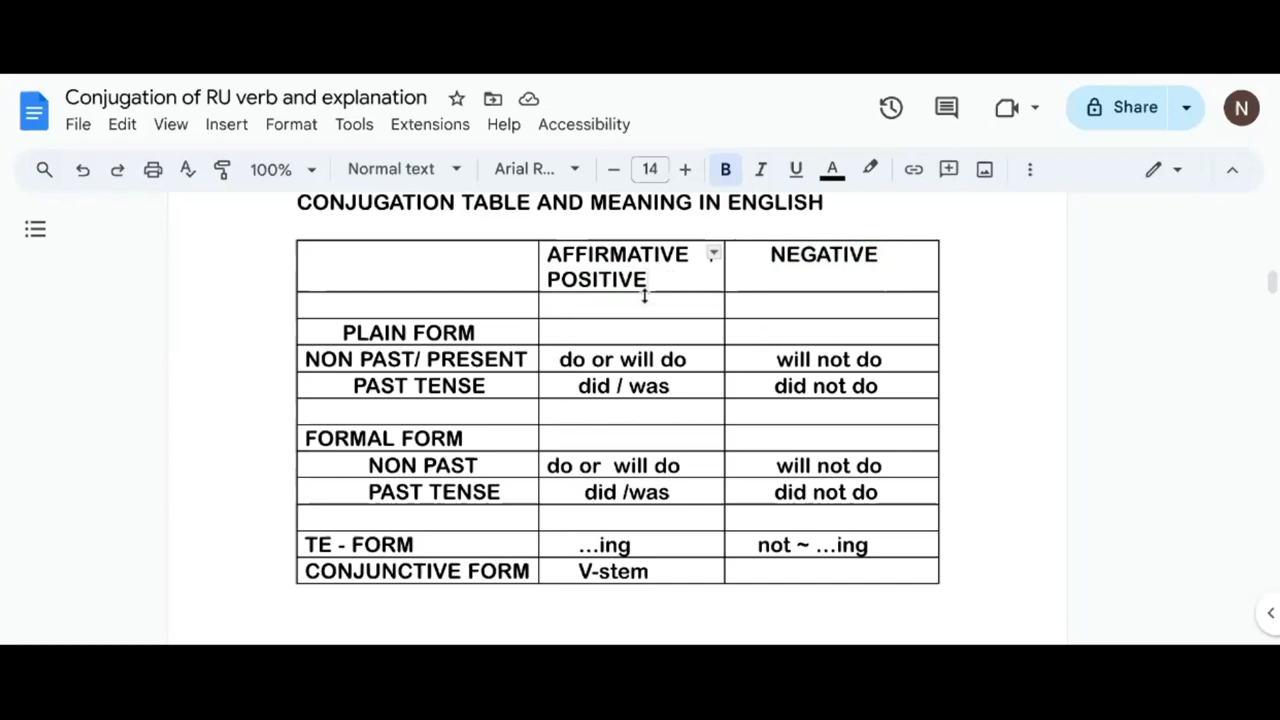 Conjugation of RU verb and explanation
File Edit View Insert Format Tools Extensions Help Accessibility
Share
N
100% Normal text Arial R... 14 B I U A
CONJUGATION TABLE AND MEANING IN ENGLISH
AFFIRMATIVE NEGATIVE
POSITIVE
PLAIN FORM
NON PAST/ PRESENT do or will do will not do
PAST TENSE did / was did not do
FORMAL FORM
NON PAST do or will do will not do
PAST TENSE did /was did not do
TE - FORM ...ing not ~ ...ing
CONJUNCTIVE FORM V-stem